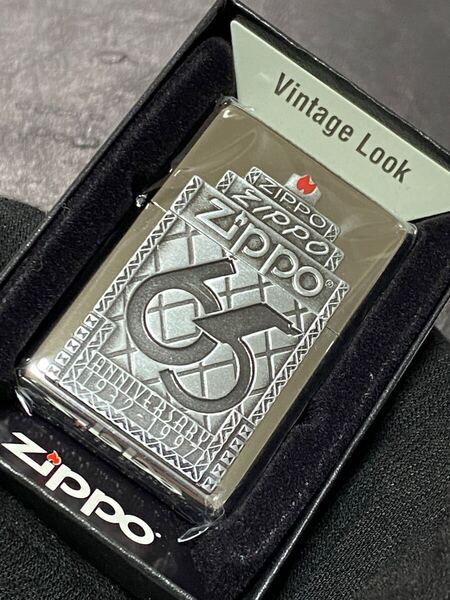 Vintage Look
ZIPPO
ZIPPO
Zippo®
65
ANNIVERSARY
1932-1997
Zippo